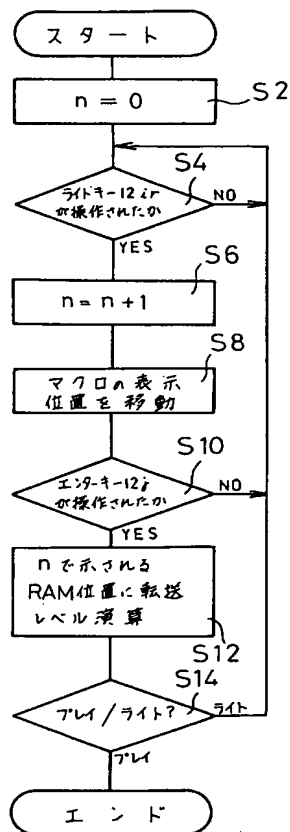 スタート
n = 0
S2
S4
ライトキー12ir
が操作されたか
NO
YES
S6
n = n+1
S8
マクロの表示
位置を移動
S10
エンターキー12j
が操作されたか
NO
YES
nで示される
RAM位置に転送
レベル演算
S12
S14
プレイ/ライト?
ライト
プレイ
エンド